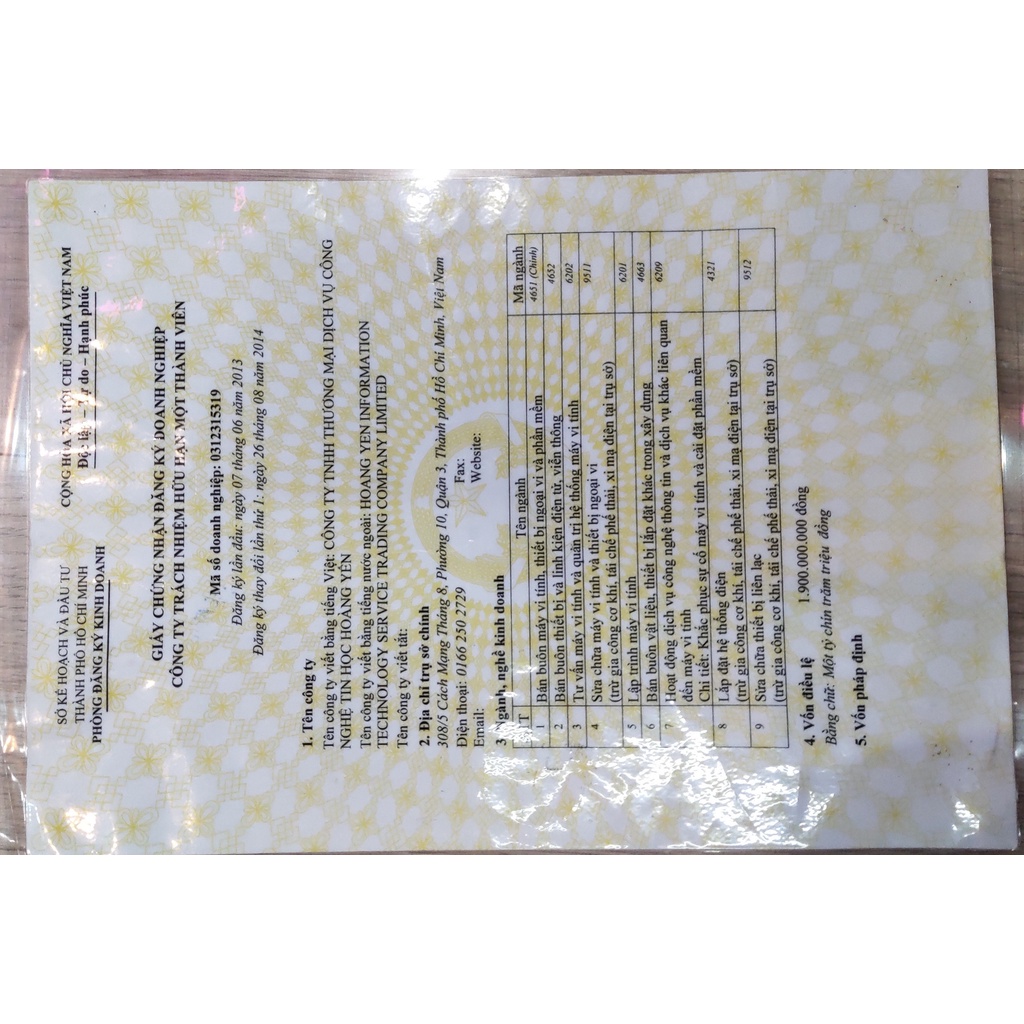 SỞ KẾ HOẠCH VÀ ĐẦU TƯ
THÀNH PHỐ HỒ CHÍ MINH
PHÒNG ĐĂNG KÝ KINH DOANH
CỘNG HÒA XÃ HỘI CHỦ NGHĨA VIỆT NAM
Độc lập – Tự do – Hạnh phúc
GIẤY CHỨNG NHẬN ĐĂNG KÝ DOANH NGHIỆP
CÔNG TY TRÁCH NHIỆM HỮU HẠN MỘT THÀNH VIÊN
Mã số doanh nghiệp: 0312315319
Đăng ký lần đầu: ngày 07 tháng 06 năm 2013
Đăng ký thay đổi lần thứ 1: ngày 26 tháng 08 năm 2014
1. Tên công ty
Tên công ty viết bằng tiếng Việt: CÔNG TY TNHH THƯƠNG MẠI DỊCH VỤ CÔNG
NGHỆ TIN HỌC HOÀNG YẾN
Tên công ty viết bằng tiếng nước ngoài: HOANG YEN INFORMATION
TECHNOLOGY SERVICE TRADING COMPANY LIMITED
Tên công ty viết tắt:
2. Địa chỉ trụ sở chính
308/5 Cách Mạng Tháng 8, Phường 10, Quận 3, Thành phố Hồ Chí Minh, Việt Nam
Điện thoại: 0166 250 2729 Fax:
Email: Website:
3. Ngành, nghề kinh doanh
STT Tên ngành Mã ngành
1 Bán buôn máy vi tính, thiết bị ngoại vi và phần mềm 4651 (Chính)
2 Bán buôn thiết bị và linh kiện điện tử, viễn thông 4652
3 Tư vấn máy vi tính và quản trị hệ thống máy vi tính 6202
4 Sửa chữa máy vi tính và thiết bị ngoại vi 9511
(trừ gia công cơ khí, tái chế phế thải, xi mạ điện tại trụ sở)
5 Lập trình máy vi tính 6201
6 Bán buôn vật liệu, thiết bị lắp đặt khác trong xây dựng 4663
7 Hoạt động dịch vụ công nghệ thông tin và dịch vụ khác liên quan 6209
đến máy vi tính
Chi tiết: Khắc phục sự cố máy vi tính và cài đặt phần mềm
8 Lắp đặt hệ thống điện 4321
(trừ gia công cơ khí, tái chế phế thải, xi mạ điện tại trụ sở)
9 Sửa chữa thiết bị liên lạc 9512
(trừ gia công cơ khí, tái chế phế thải, xi mạ điện tại trụ sở)
4. Vốn điều lệ 1.900.000.000 đồng
Bằng chữ: Một tỷ chín trăm triệu đồng
5. Vốn pháp định